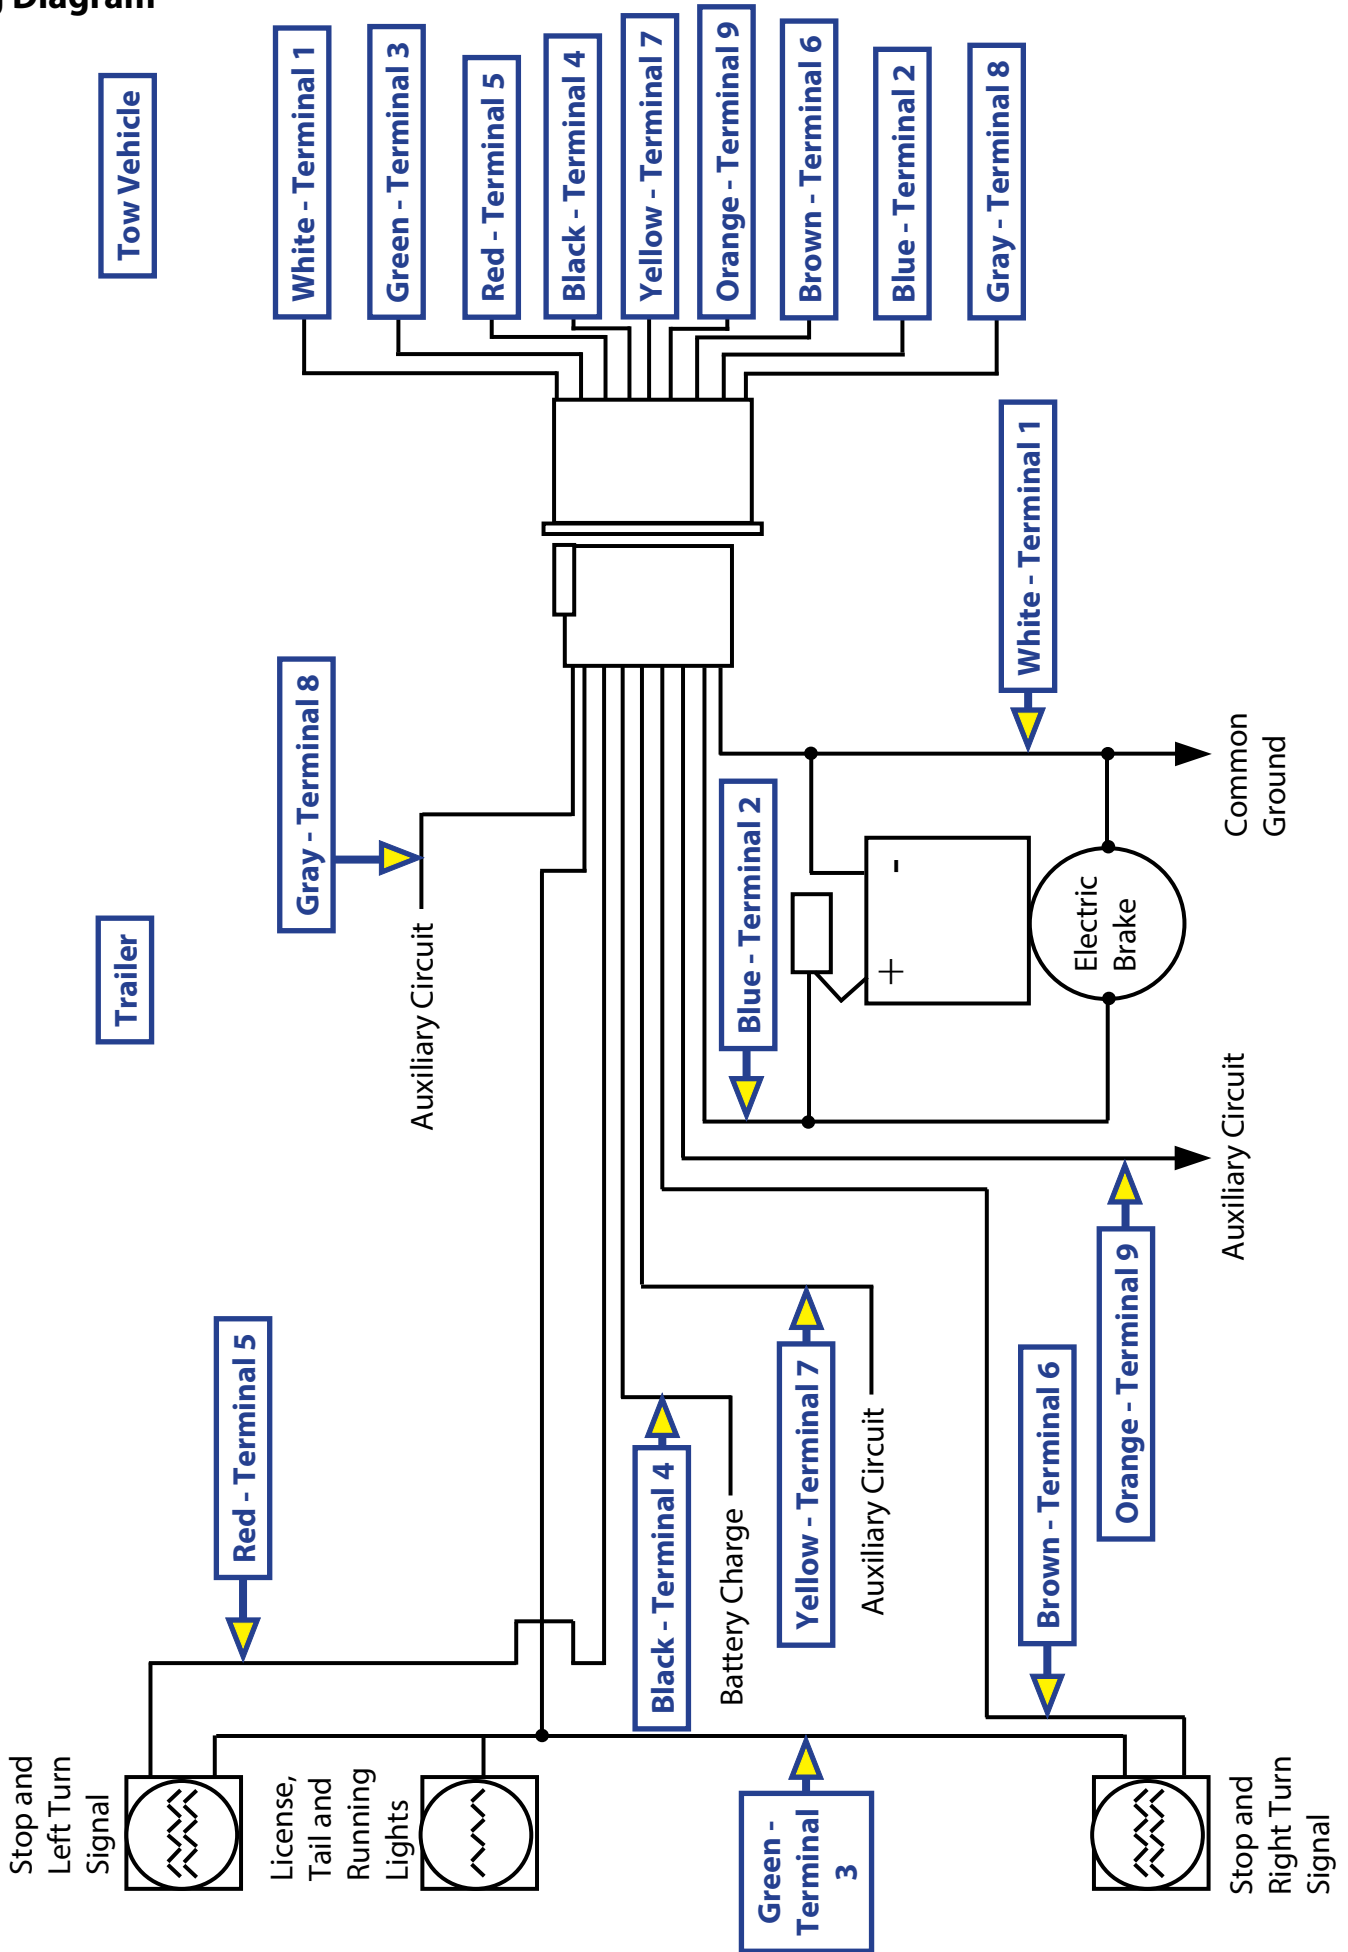 g Diagram
Tow Vehicle
White - Terminal 1
Green - Terminal 3
Red - Terminal 5
Black - Terminal 4
Yellow - Terminal 7
Orange - Terminal 9
Brown - Terminal 6
Blue - Terminal 2
Gray - Terminal 8
Trailer
Gray - Terminal 8
Auxiliary Circuit
White - Terminal 1
Common
Ground
Blue - Terminal 2
-
+
Electric
Brake
Auxiliary Circuit
Orange - Terminal 9
Red - Terminal 5
Black - Terminal 4
Battery Charge
Yellow - Terminal 7
Auxiliary Circuit
Brown - Terminal 6
Stop and
Left Turn
Signal
License,
Tail and
Running
Lights
Green -
Terminal
3
Stop and
Right Turn
Signal